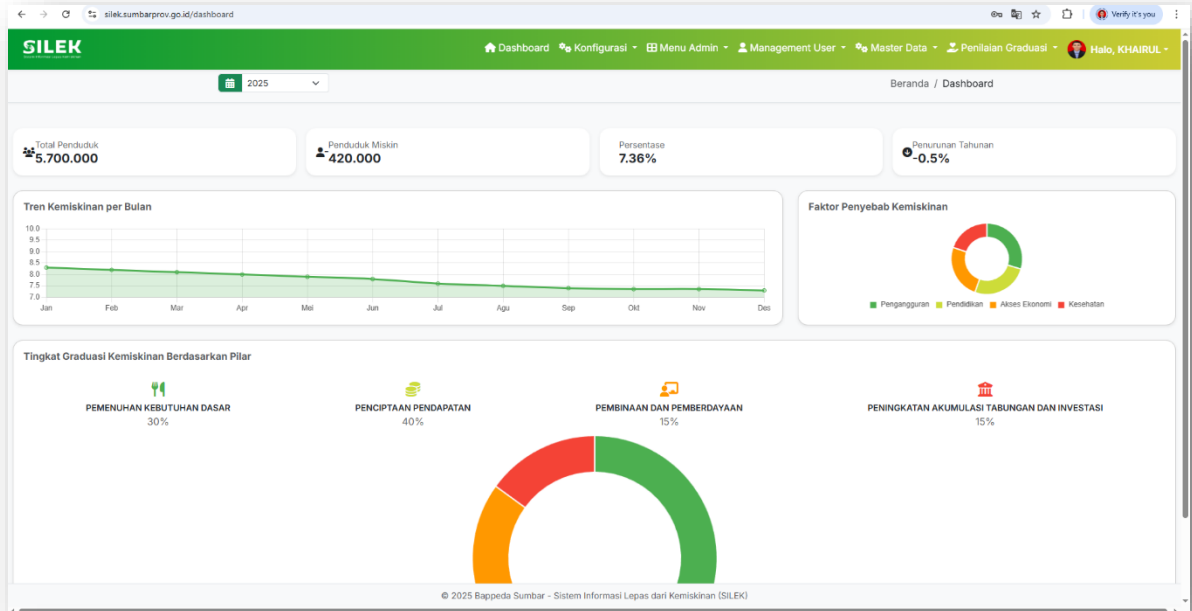 silek.sumbarprov.go.id/dashboard
Verify it's you
SILEK
Dashboard Konfigurasi Menu Admin Management User Master Data Penilaian Graduasi Halo, KHAIRUL
2025
Beranda / Dashboard
Total Penduduk
5.700.000
Penduduk Miskin
420.000
Persentase
7.36%
Penurunan Tahunan
-0.5%
Tren Kemiskinan per Bulan
10.0
9.5
9.0
8.5
8.0
7.5
7.0
Jan Feb Mar Apr Mei Jun Jul Agu Sep Okt Nov Des
Faktor Penyebab Kemiskinan
Pengangguran Pendidikan Akses Ekonomi Kesehatan
Tingkat Graduasi Kemiskinan Berdasarkan Pilar
PEMENUHAN KEBUTUHAN DASAR
30%
PENCIPTAAN PENDAPATAN
40%
PEMBINAAN DAN PEMBERDAYAAN
15%
PENINGKATAN AKUMULASI TABUNGAN DAN INVESTASI
15%
© 2025 Bappeda Sumbar - Sistem Informasi Lepas dari Kemiskinan (SILEK)